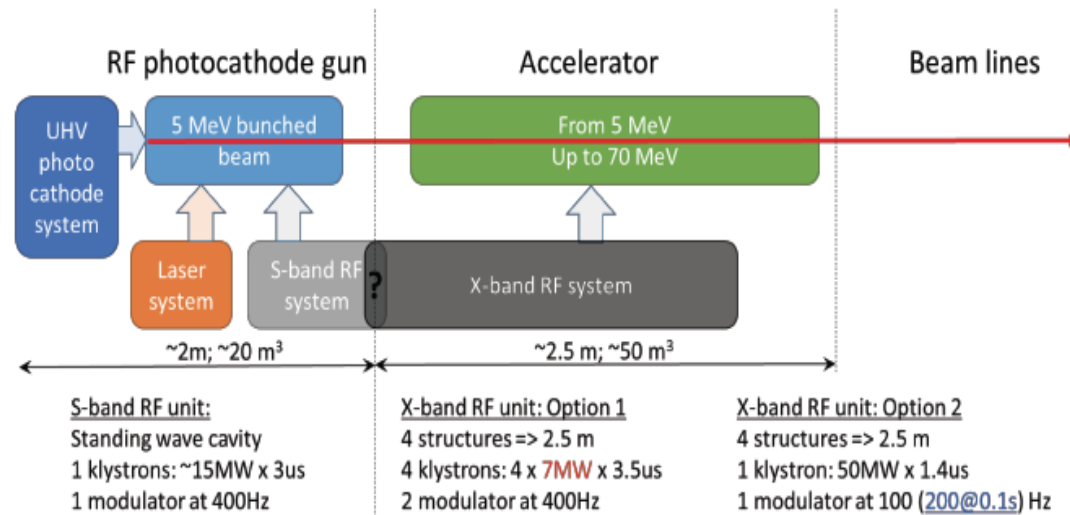 RF photocathode gun
Accelerator
Beam lines
UHV
photo
cathode
system
5 MeV bunched
beam
From 5 MeV
Up to 70 MeV
Laser
system
S-band RF
system
?
X-band RF system
~2m; ~20 m³
~2.5 m; ~50 m³
S-band RF unit:
Standing wave cavity
1 klystrons: ~15MW x 3us
1 modulator at 400Hz
X-band RF unit: Option 1
4 structures => 2.5 m
4 klystrons: 4 x 7MW x 3.5us
2 modulator at 400Hz
X-band RF unit: Option 2
4 structures => 2.5 m
1 klystron: 50MW x 1.4us
1 modulator at 100 (200@0.1s) Hz